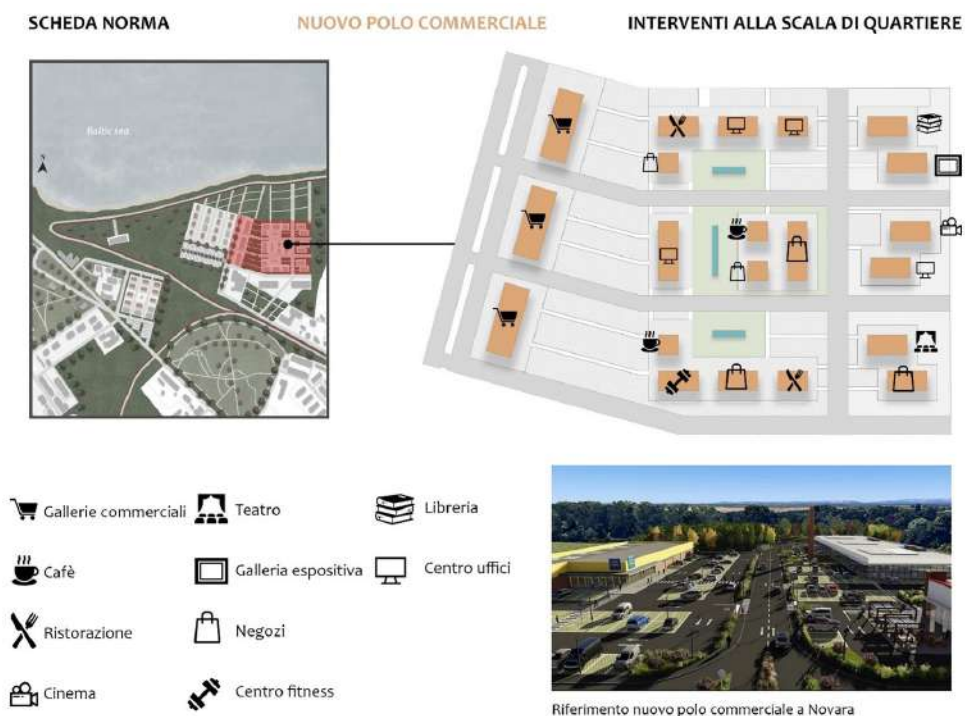 SCHEDA NORMA
NUOVO POLO COMMERCIALE
INTERVENTI ALLA SCALA DI QUARTIERE
Baltic sea
Gallerie commerciali
Teatro
Libreria
Cafè
Galleria espositiva
Centro uffici
Ristorazione
Negozi
Cinema
Centro fitness
Riferimento nuovo polo commerciale a Novara